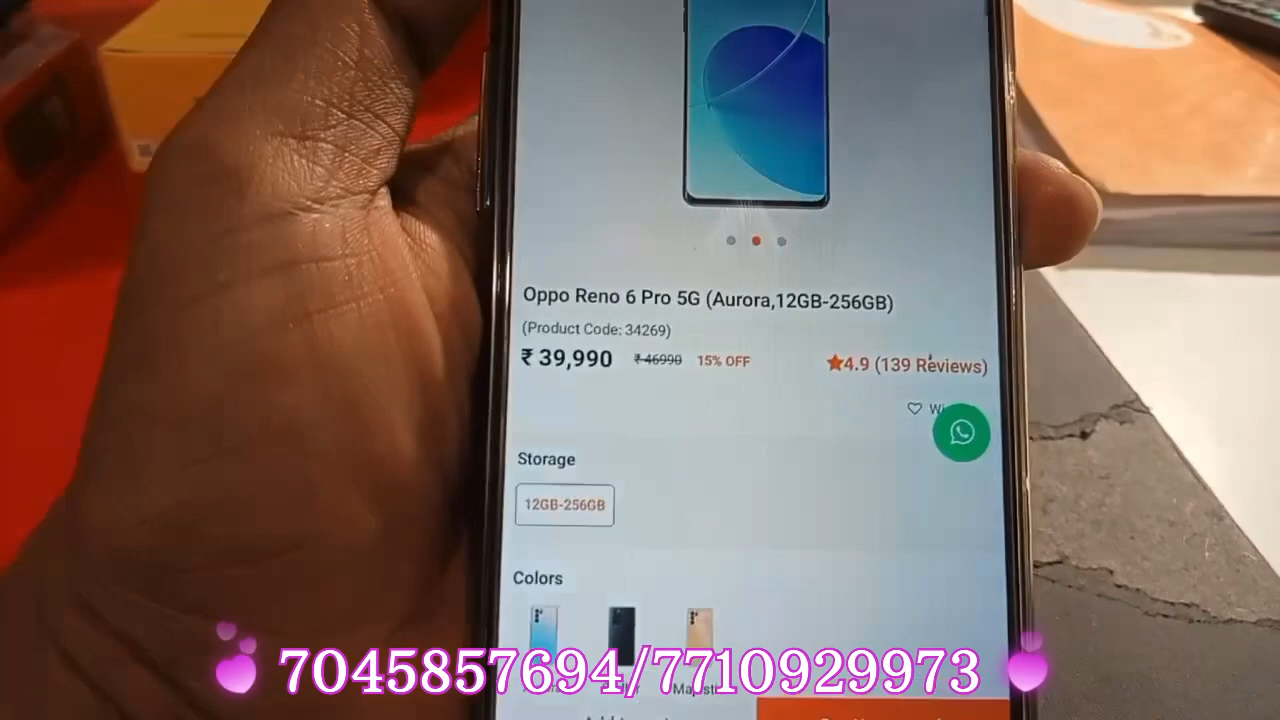 Oppo Reno 6 Pro 5G (Aurora,12GB-256GB)
(Product Code: 34269)
₹ 39,990 ₹ 46990 15% OFF 4.9 (139 Reviews)
Storage
12GB-256GB
Colors
7045857694/7710929973